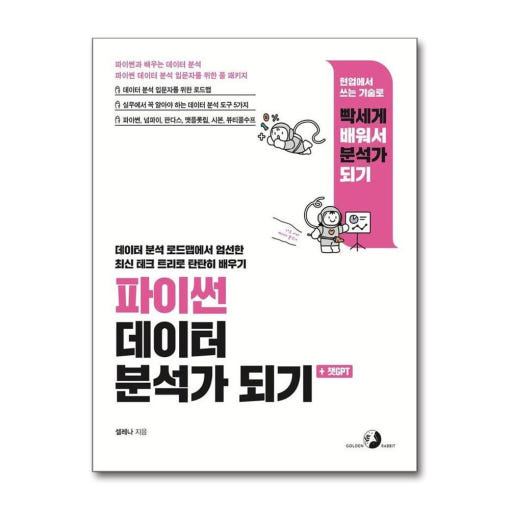 파이썬과 배우는 데이터 분석
파이썬 데이터 분석 입문자를 위한 풀 패키지
데이터 분석 입문자를 위한 로드맵
실무에서 꼭 알아야 하는 데이터 분석 도구 5가지
파이썬, 넘파이, 판다스, 맷플롯립, 시본, 뷰티풀수프
현업에서
쓰는 기술로
빡세게
배워서
분석가
되기
데이터 분석 로드맵에서 엄선한
최신 테크 트리로 탄탄히 배우기
파이썬
데이터
분석가 되기
+ 챗GPT
셀레나 지음
GOLDEN RABBIT